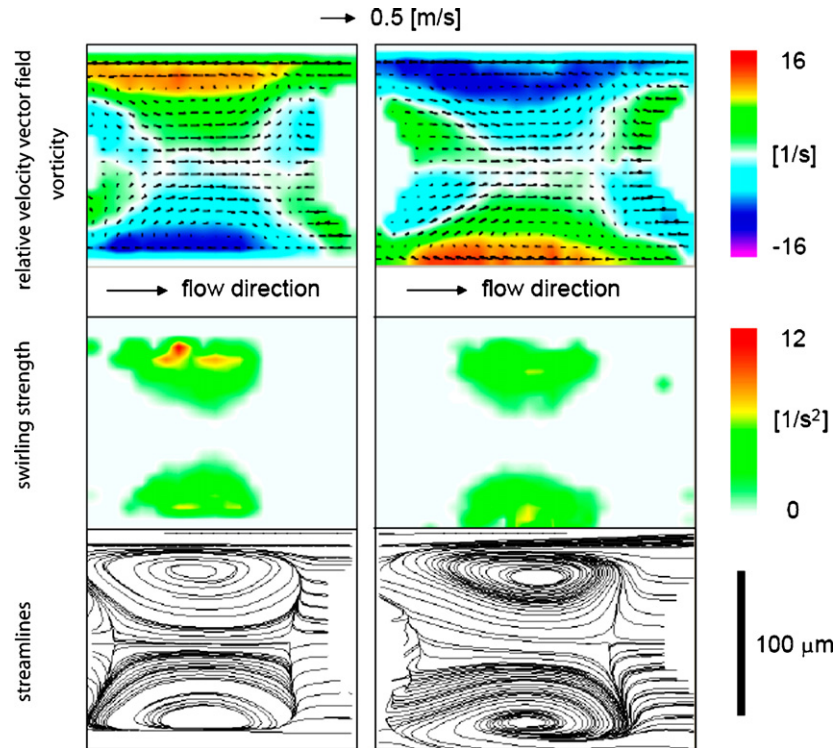 0.5 [m/s]
relative velocity vector field
vorticity
16
[1/s]
-16
flow direction
flow direction
swirling strength
12
[1/s²]
0
streamlines
100 µm